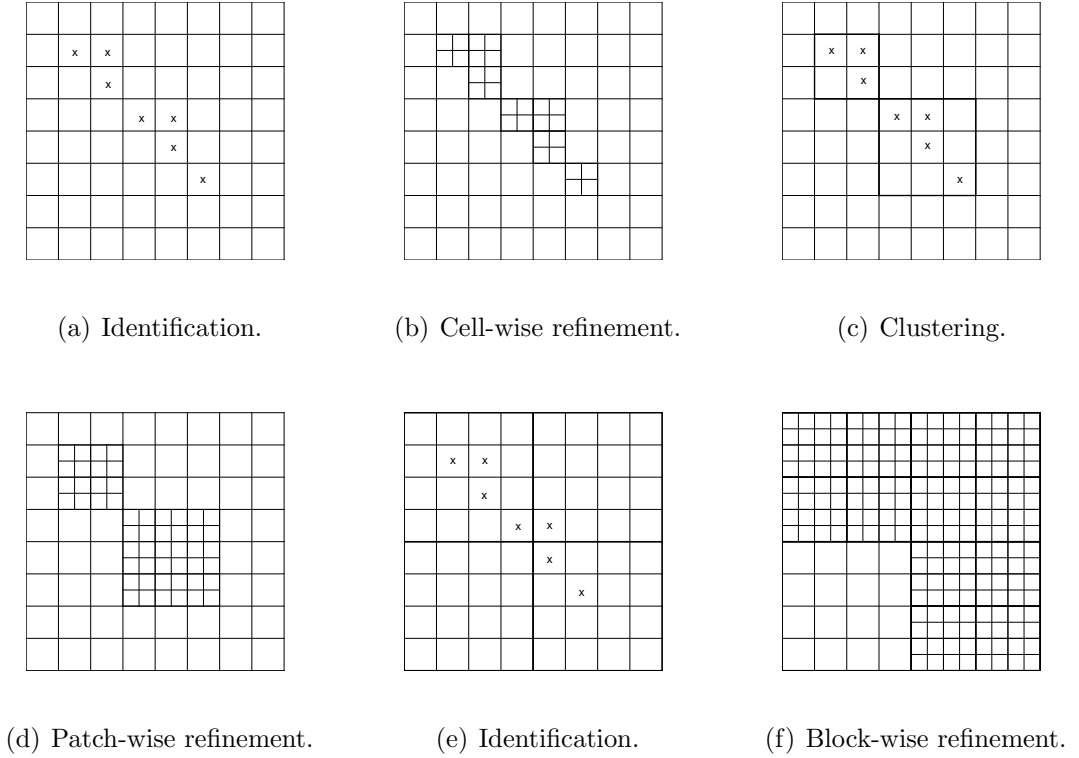 x x
x
x x
x
x
x x
x
x x
x
x
(a) Identification.
(b) Cell-wise refinement.
(c) Clustering.
x x
x
x x
x
x
(d) Patch-wise refinement.
(e) Identification.
(f) Block-wise refinement.